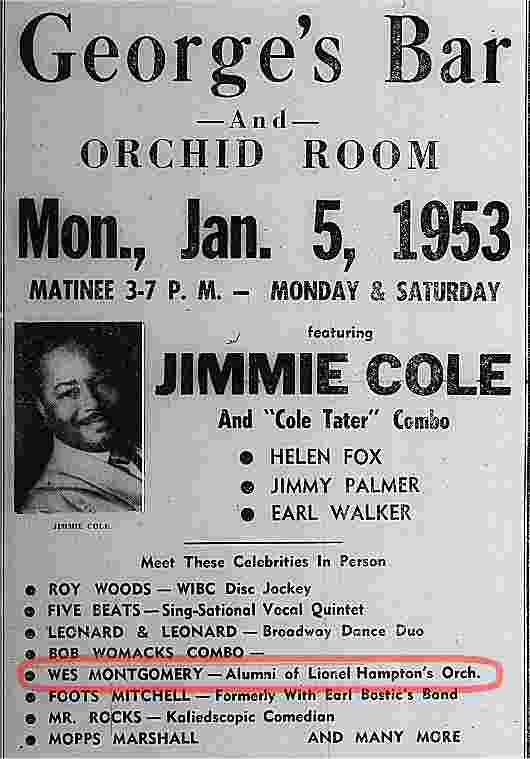 George's Bar
—And—
ORCHID ROOM
Mon., Jan. 5, 1953
MATINEE 3-7 P. M. — MONDAY & SATURDAY
featuring
JIMMIE COLE
And "Cole Tater" Combo
● HELEN FOX
● JIMMY PALMER
● EARL WALKER
JIMMIE COLE
Meet These Celebrities In Person
● ROY WOODS — WIBC Disc Jockey
● FIVE BEATS — Sing-Sational Vocal Quintet
● LEONARD & LEONARD — Broadway Dance Duo
● BOB WOMACKS COMBO —
● WES MONTGOMERY — Alumni of Lionel Hampton's Orch.
● FOOTS MITCHELL — Formerly With Earl Bostic's Band
● MR. ROCKS — Kaliedscopic Comedian
● MOPPS MARSHALL AND MANY MORE